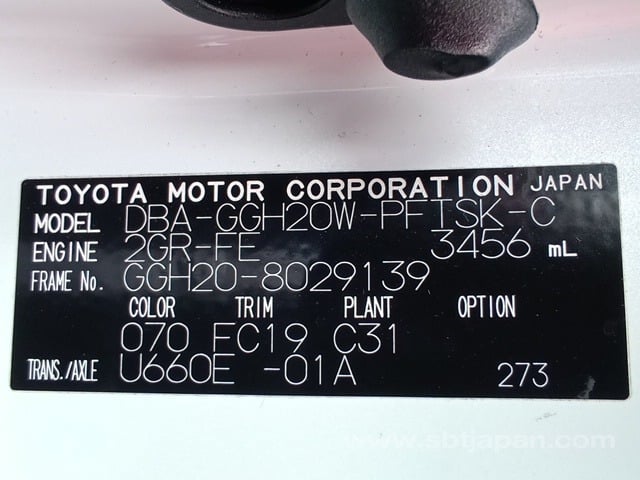 TOYOTA MOTOR CORPORATION JAPAN
MODEL DBA-GGH20W-PFTSK-C
ENGINE 2GR-FE 3456 mL
FRAME No. GGH20-8029139
COLOR TRIM PLANT OPTION
070 FC19 C31
TRANS./AXLE U660E -01A 273
www.sbtjapan.com